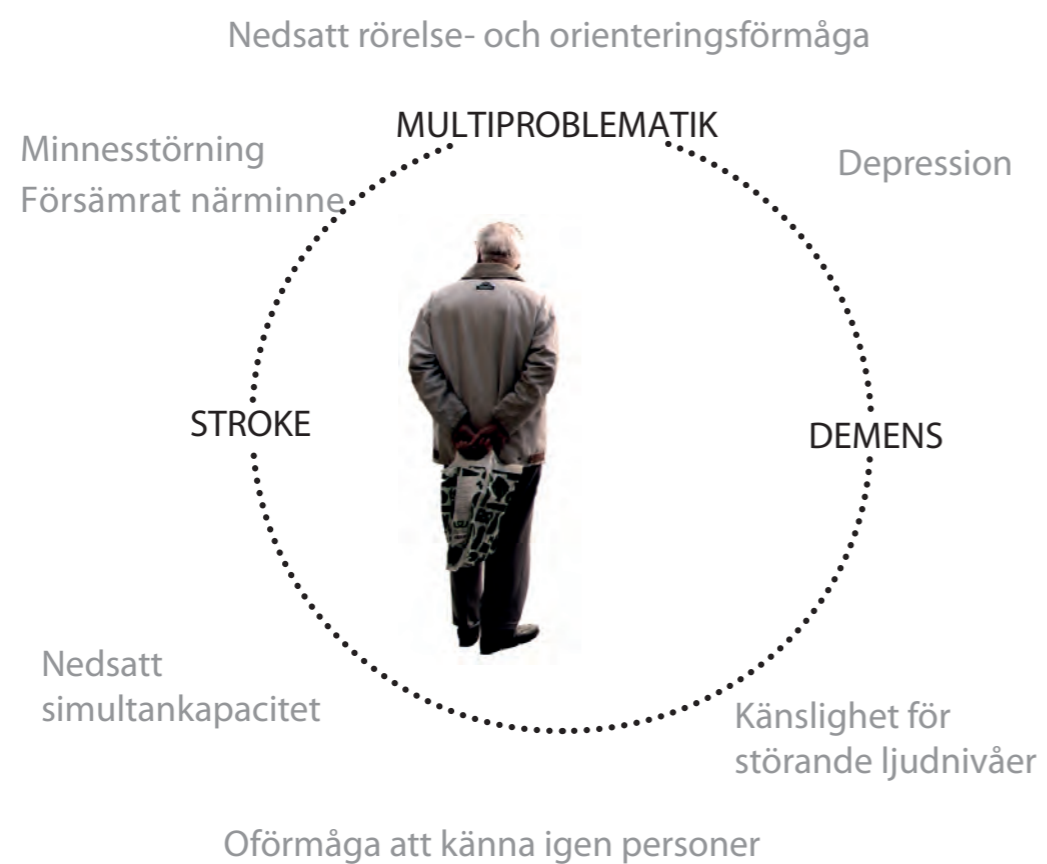 Nedsatt rörelse- och orienteringsförmåga
MULTIPROBLEMATIK
Minnesstörning
Försämrat närminne
Depression
STROKE
DEMENS
Nedsatt
simultankapacitet
Känslighet för
störande ljudnivåer
Oförmåga att känna igen personer